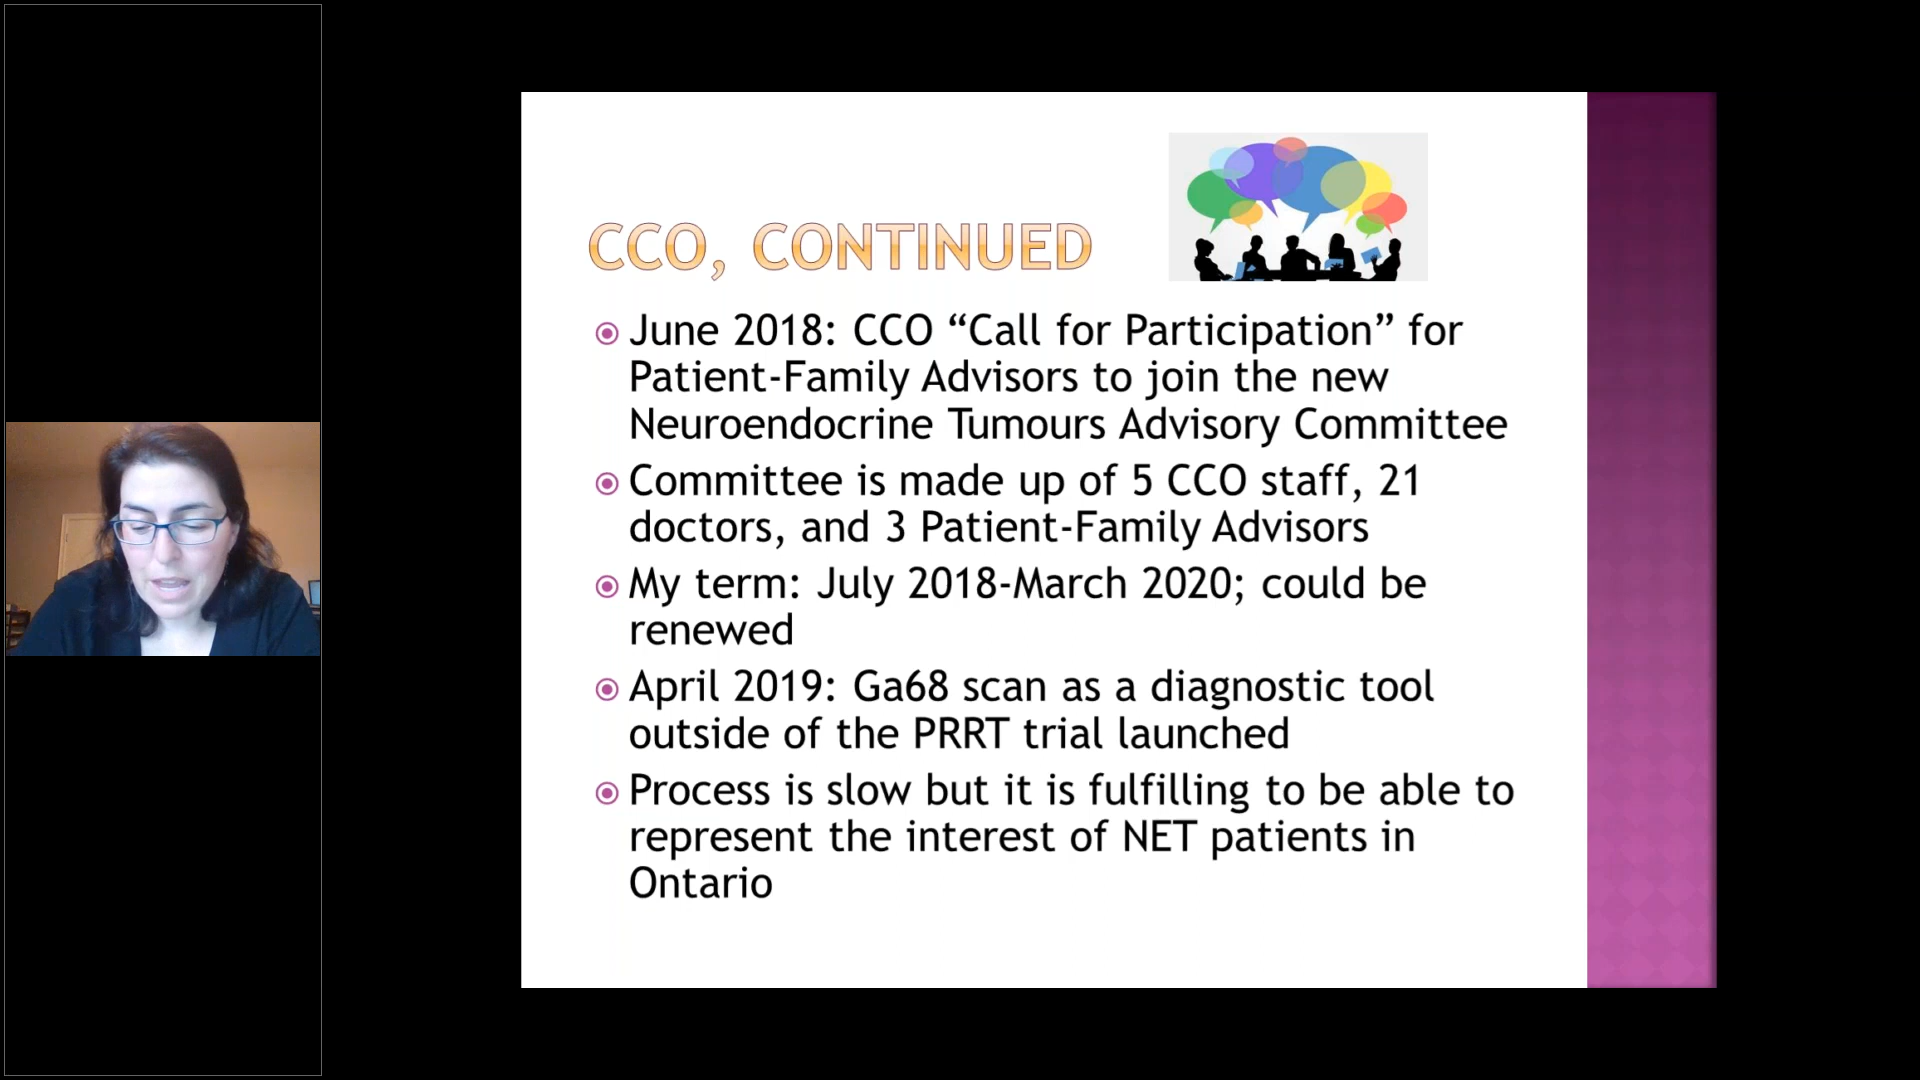 CCO, CONTINUED
June 2018: CCO “Call for Participation” for
Patient-Family Advisors to join the new
Neuroendocrine Tumours Advisory Committee
Committee is made up of 5 CCO staff, 21
doctors, and 3 Patient-Family Advisors
My term: July 2018-March 2020; could be
renewed
April 2019: Ga68 scan as a diagnostic tool
outside of the PRRT trial launched
Process is slow but it is fulfilling to be able to
represent the interest of NET patients in
Ontario